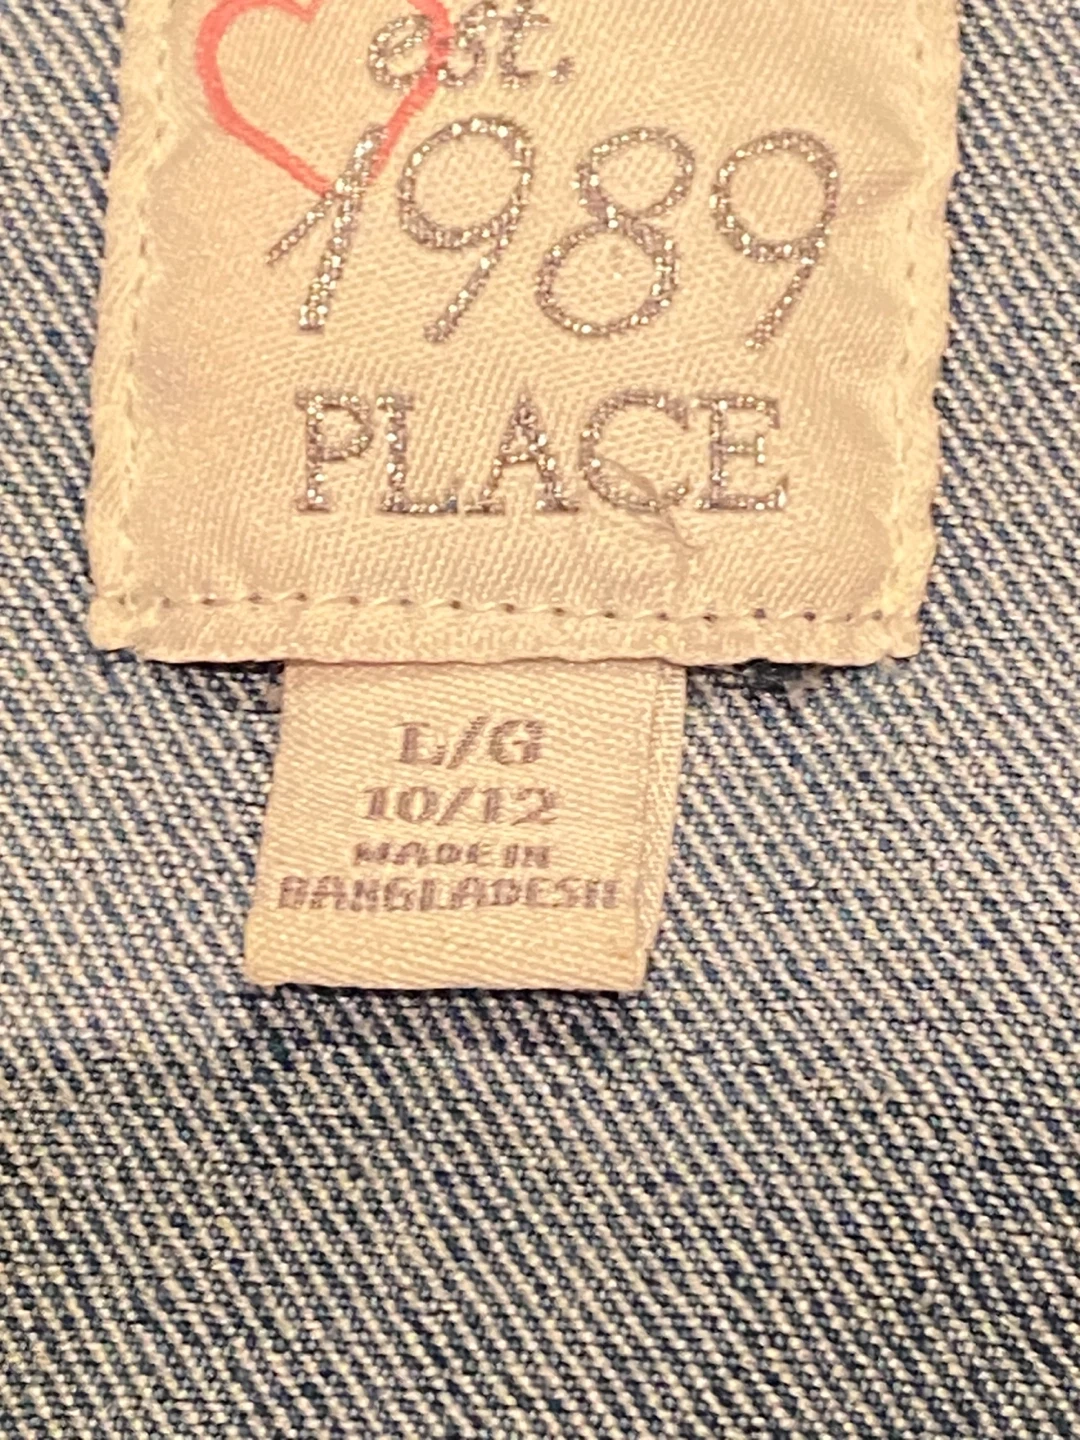 est.
1989
PLACE
L/G
10/12
MADE IN
BANGLADESH